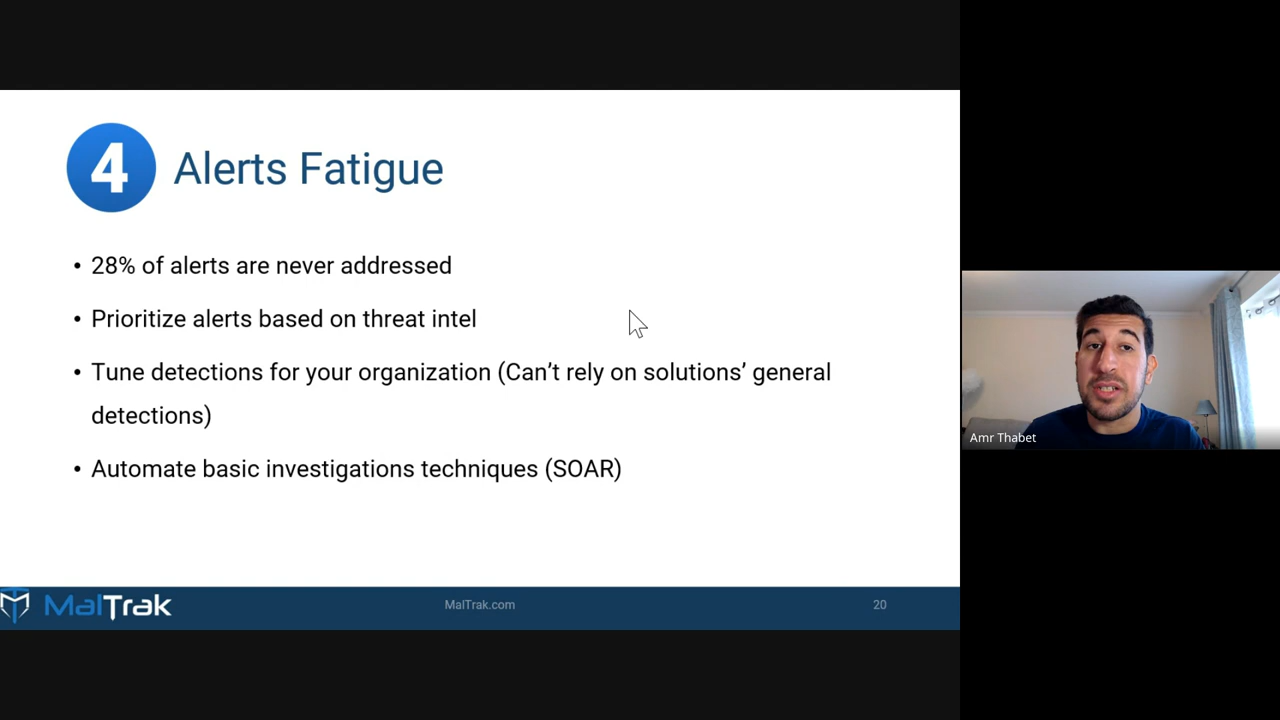 4
Alerts Fatigue
• 28% of alerts are never addressed
• Prioritize alerts based on threat intel
• Tune detections for your organization (Can’t rely on solutions’ general
detections)
• Automate basic investigations techniques (SOAR)
MalTrak
MalTrak.com
20
Amr Thabet